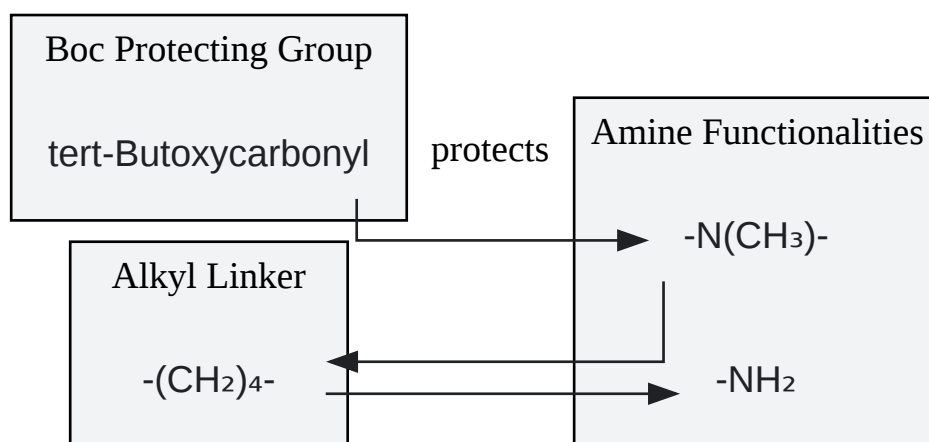 Boc Protecting Group
tert-Butoxycarbonyl
protects
Amine Functionalities
-N(CH₃)-
Alkyl Linker
-(CH₂)₄-
-NH₂